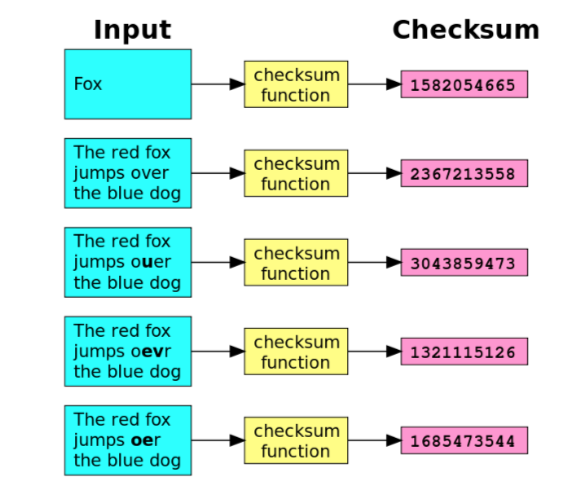 Input Checksum
Fox
checksum
function
1582054665
The red fox
jumps over
the blue dog
checksum
function
2367213558
The red fox
jumps ouer
the blue dog
checksum
function
3043859473
The red fox
jumps oevr
the blue dog
checksum
function
1321115126
The red fox
jumps oer
the blue dog
checksum
function
1685473544